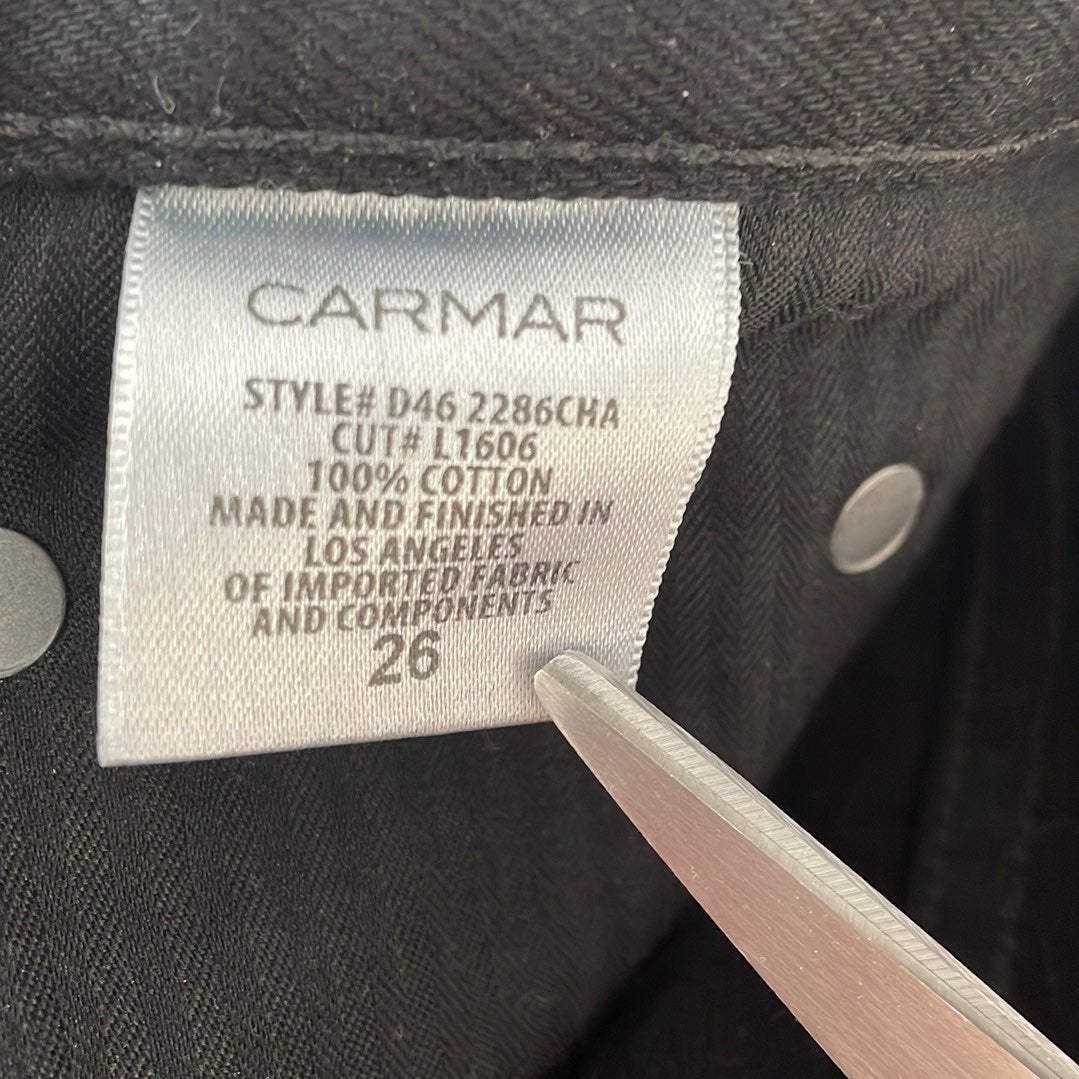 CARMAR
STYLE# D46 2286CHA
CUT# L1606
100% COTTON
MADE AND FINISHED IN
LOS ANGELES
OF IMPORTED FABRIC
AND COMPONENTS
26